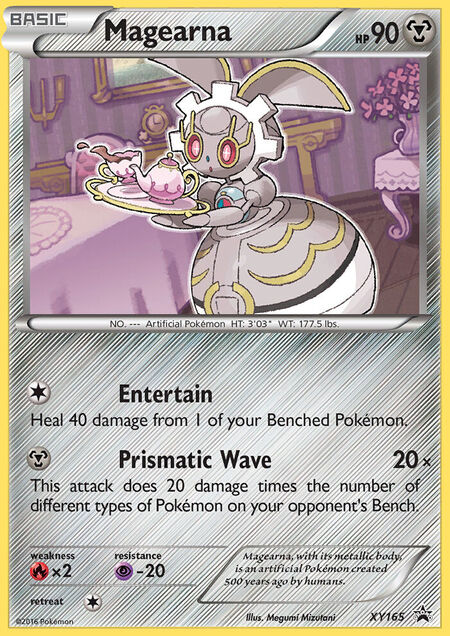 BASIC Magearna HP 90
NO. --- Artificial Pokémon HT: 3'03" WT: 177.5 lbs.
Entertain
Heal 40 damage from 1 of your Benched Pokémon.
Prismatic Wave 20×
This attack does 20 damage times the number of
different types of Pokémon on your opponent's Bench.
weakness resistance
×2 -20
retreat
Magearna, with its metallic body,
is an artificial Pokémon created
500 years ago by humans.
©2016 Pokémon Illus. Megumi Mizutani XY165
PROMO